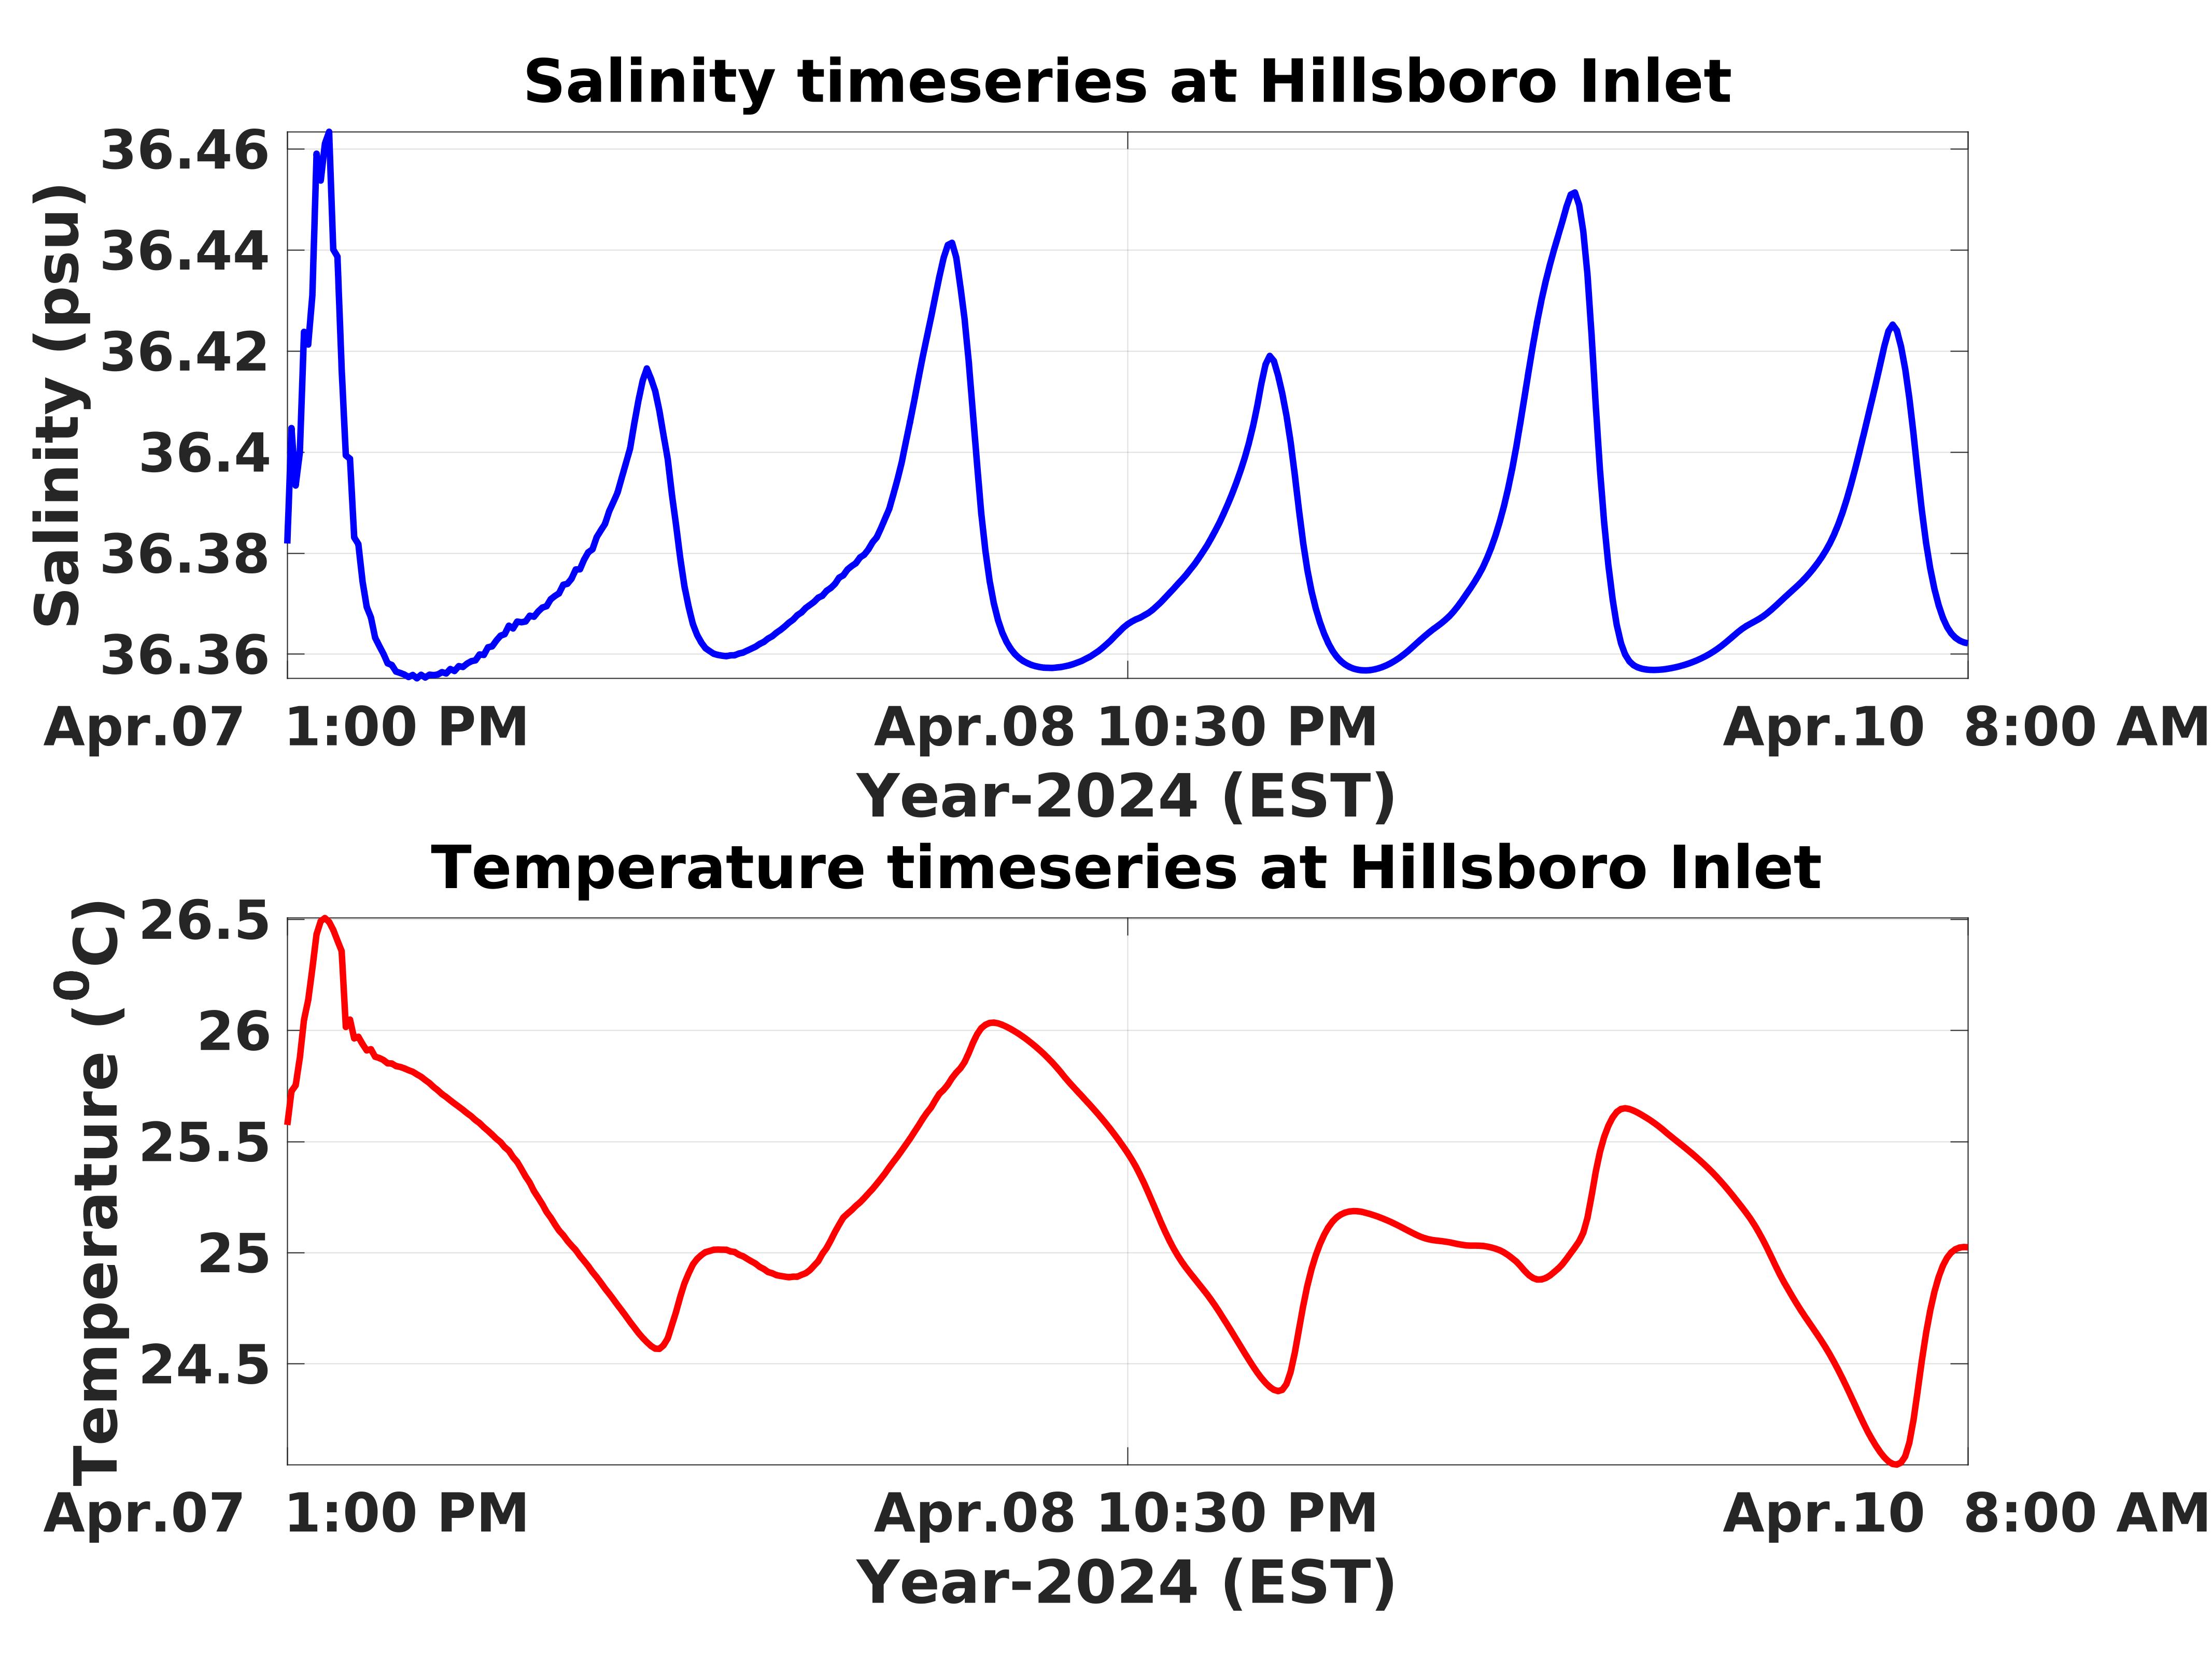 Salinity timeseries at Hillsboro Inlet
Salinity (psu)
36.46
36.44
36.42
36.4
36.38
36.36
Apr.07  1:00 PM
Apr.08 10:30 PM
Apr.10  8:00 AM
Year-2024 (EST)
Temperature timeseries at Hillsboro Inlet
Temperature (⁰C)
26.5
26
25.5
25
24.5
Apr.07  1:00 PM
Apr.08 10:30 PM
Apr.10  8:00 AM
Year-2024 (EST)